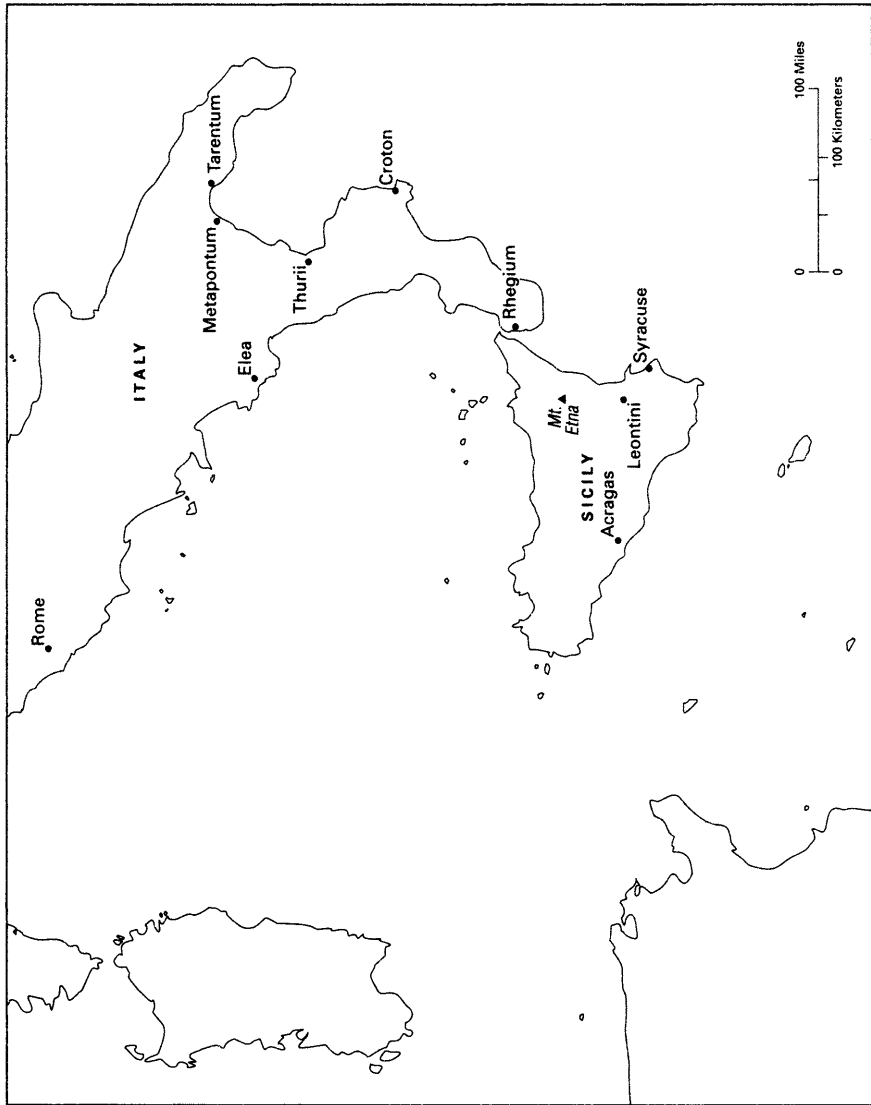 Rome
ITALY
Tarentum
Metapontum
Elea
Thurii
Croton
Rhegium
Mt.
Etna
SICILY
Acragas
Leontini
Syracuse
0 100 Miles
0 100 Kilometers